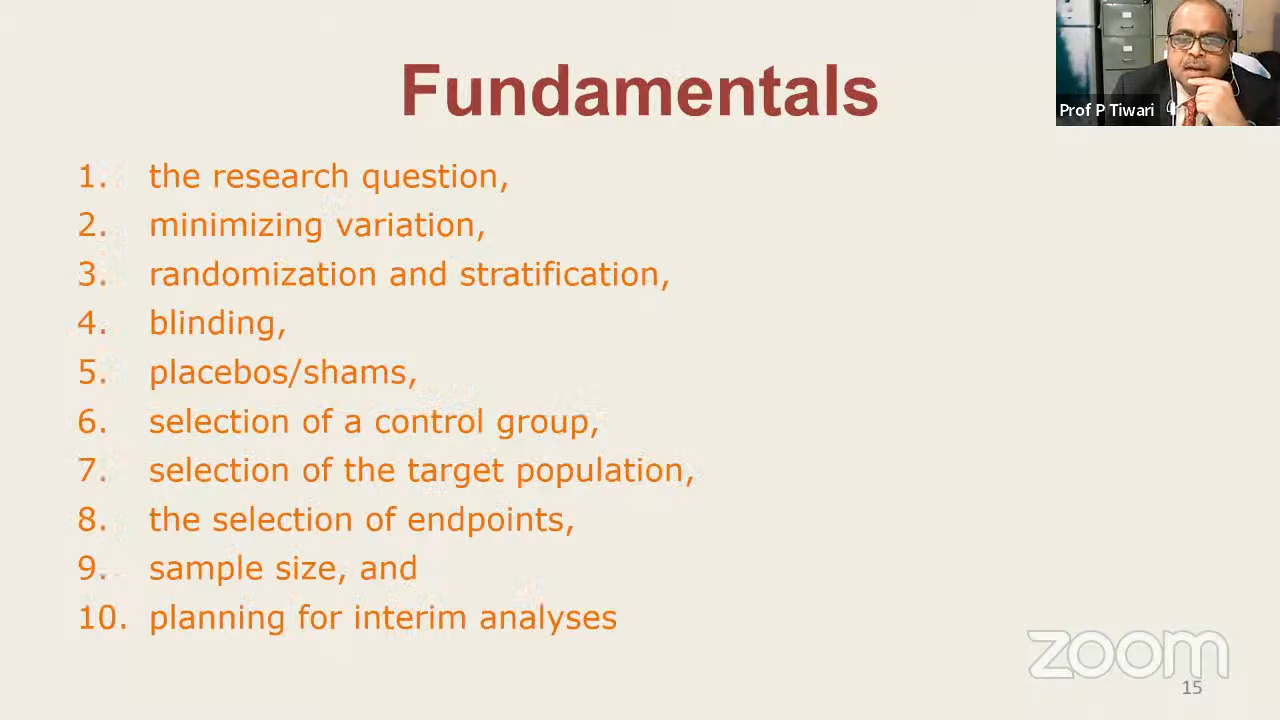 Fundamentals
Prof P Tiwari
1. the research question,
2. minimizing variation,
3. randomization and stratification,
4. blinding,
5. placebos/shams,
6. selection of a control group,
7. selection of the target population,
8. the selection of endpoints,
9. sample size, and
10. planning for interim analyses
zoom
15